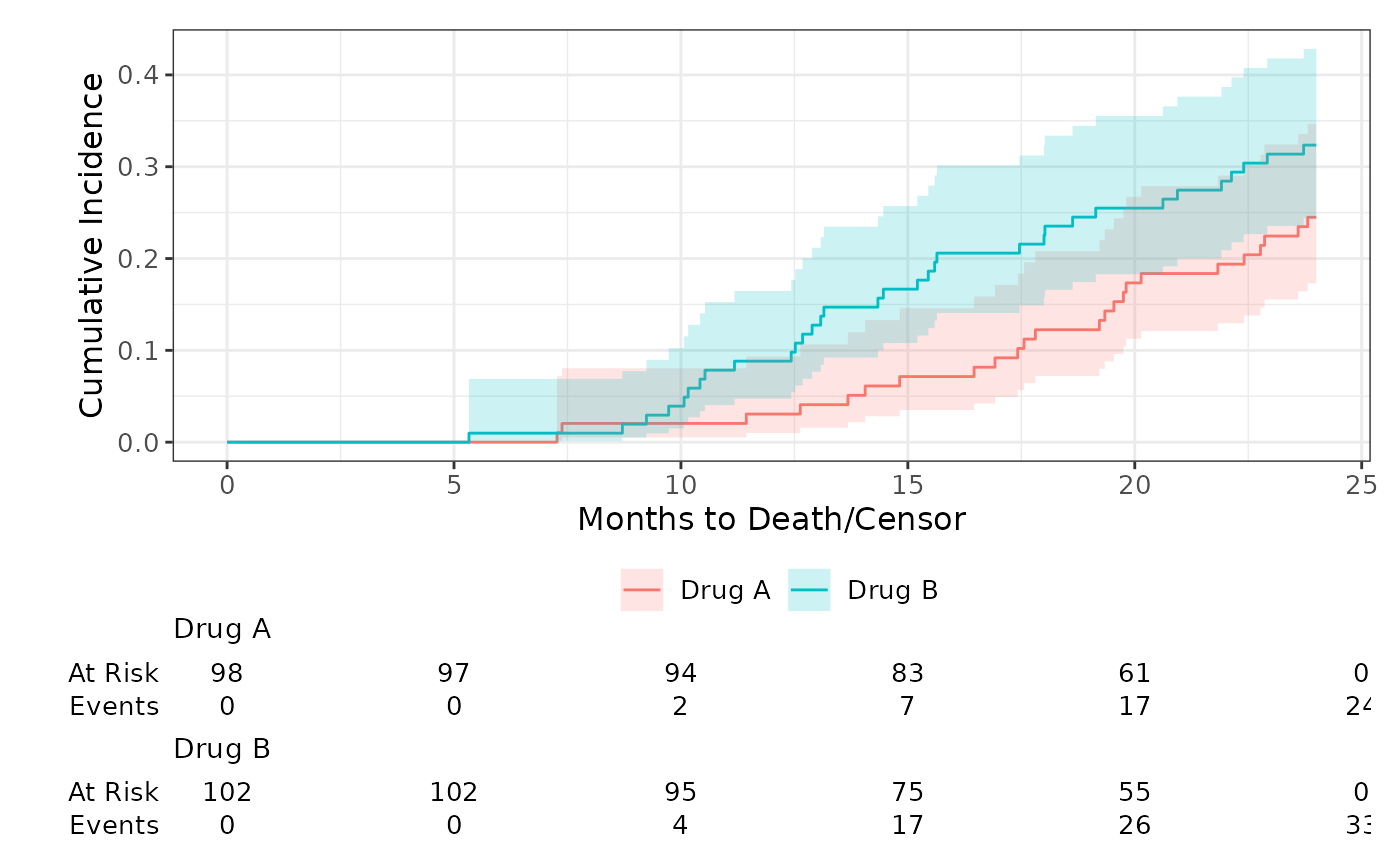 Cumulative Incidence
0.4
0.3
0.2
0.1
0.0
0 5 10 15 20 25
Months to Death/Censor
Drug A Drug B
Drug A
At Risk 98 97 94 83 61 0
Events 0 0 2 7 17 24
Drug B
At Risk 102 102 95 75 55 0
Events 0 0 4 17 26 33